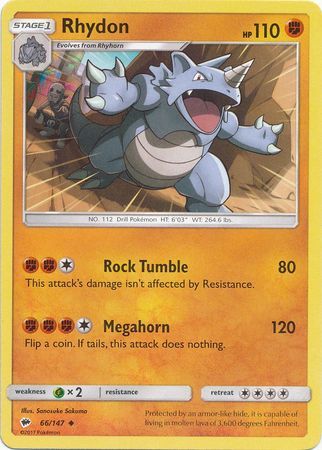 STAGE 1
Rhydon
HP 110
Evolves from Rhyhorn
NO. 112 Drill Pokémon HT: 6'03" WT: 264.6 lbs.
Rock Tumble 80
This attack's damage isn't affected by Resistance.
Megahorn 120
Flip a coin. If tails, this attack does nothing.
weakness × 2 resistance retreat
Illus. Sanosuke Sakuma
66/147
©2017 Pokémon
Protected by an armor-like hide, it is capable of
living in molten lava of 3,600 degrees Fahrenheit.